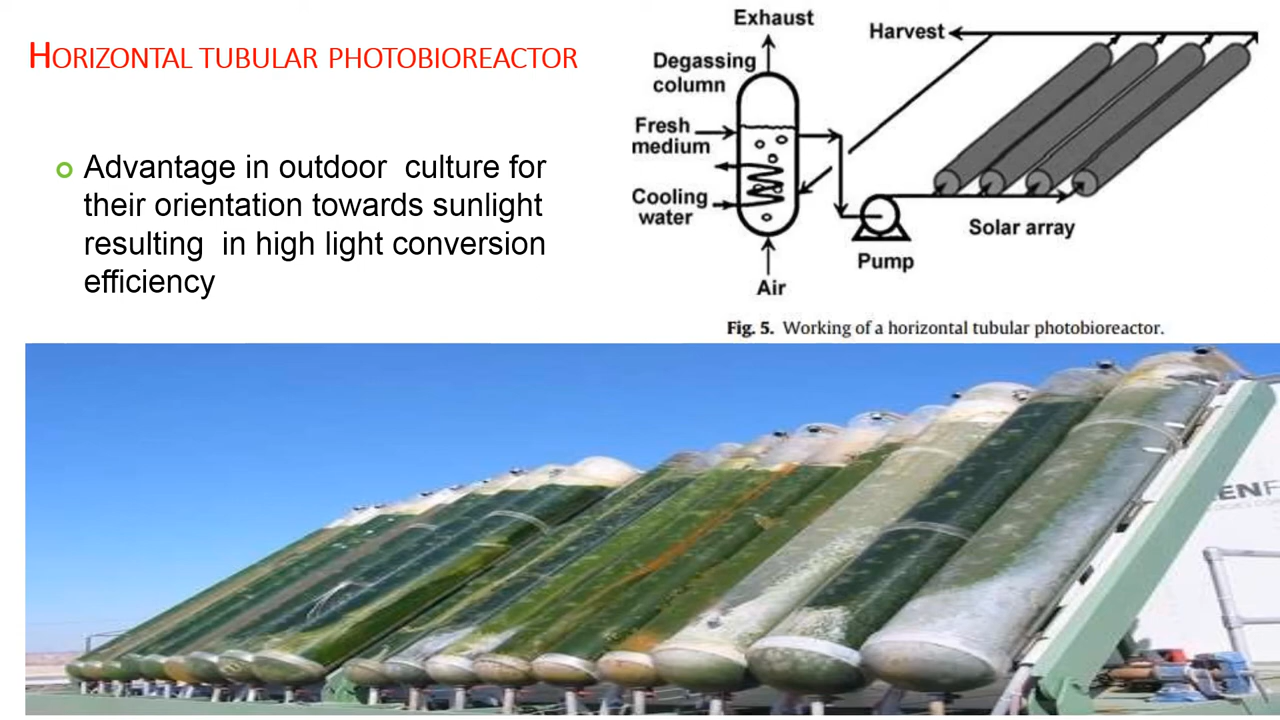 HORIZONTAL TUBULAR PHOTOBIOREACTOR
Advantage in outdoor culture for
their orientation towards sunlight
resulting in high light conversion
efficiency
Exhaust
Harvest
Degassing
column
Fresh
medium
Cooling
water
Solar array
Pump
Air
Fig. 5. Working of a horizontal tubular photobioreactor.